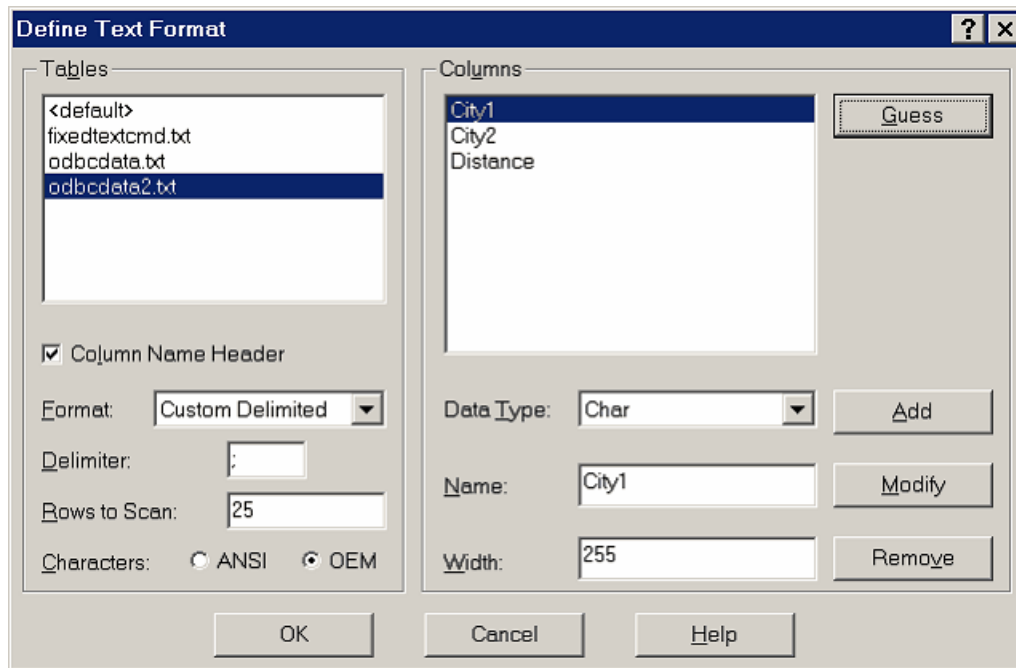 Define Text Format
Tables
<default>
fixedtextcmd.txt
odbcdata.txt
odbcdata2.txt
Column Name Header
Format: Custom Delimited
Delimiter: ;
Rows to Scan: 25
Characters: ANSI OEM
Columns
City1
City2
Distance
Guess
Data Type: Char
Add
Name: City1
Modify
Width: 255
Remove
OK Cancel Help